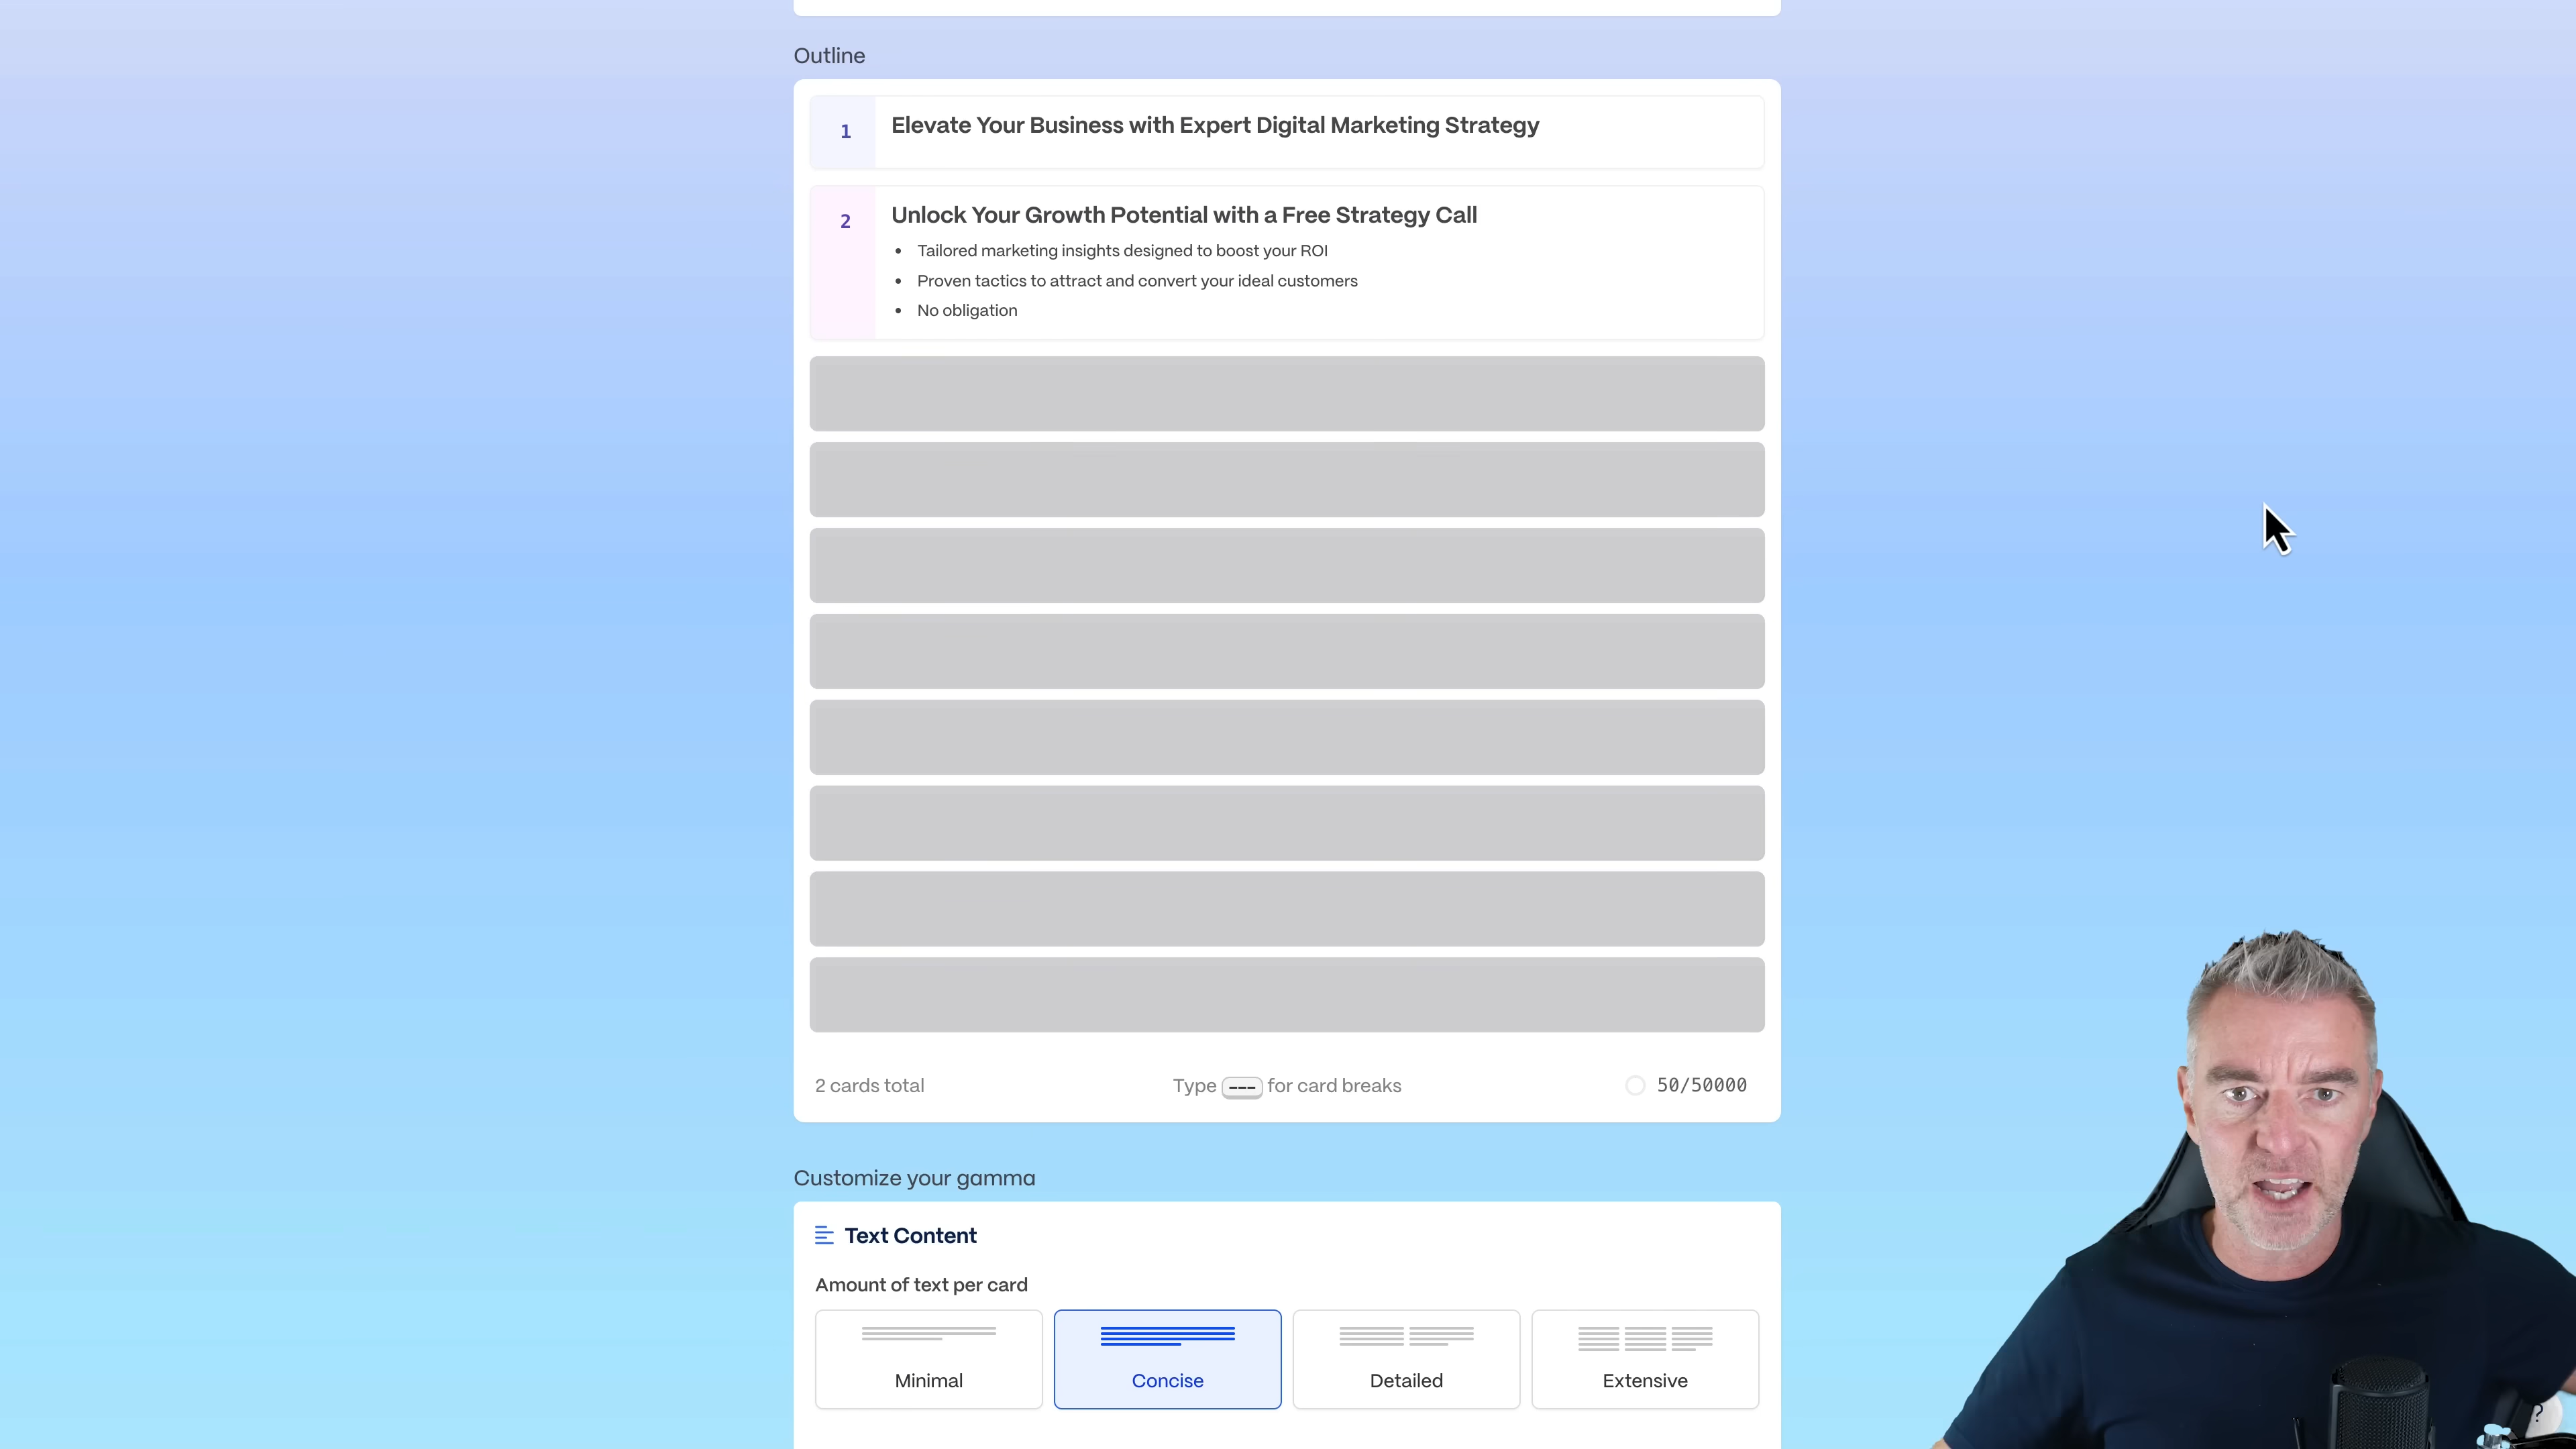 Outline
1
Elevate Your Business with Expert Digital Marketing Strategy
2
Unlock Your Growth Potential with a Free Strategy Call
• Tailored marketing insights designed to boost your ROI
• Proven tactics to attract and convert your ideal customers
• No obligation
2 cards total
Type --- for card breaks
50/50000
Customize your gamma
Text Content
Amount of text per card
Minimal
Concise
Detailed
Extensive
?